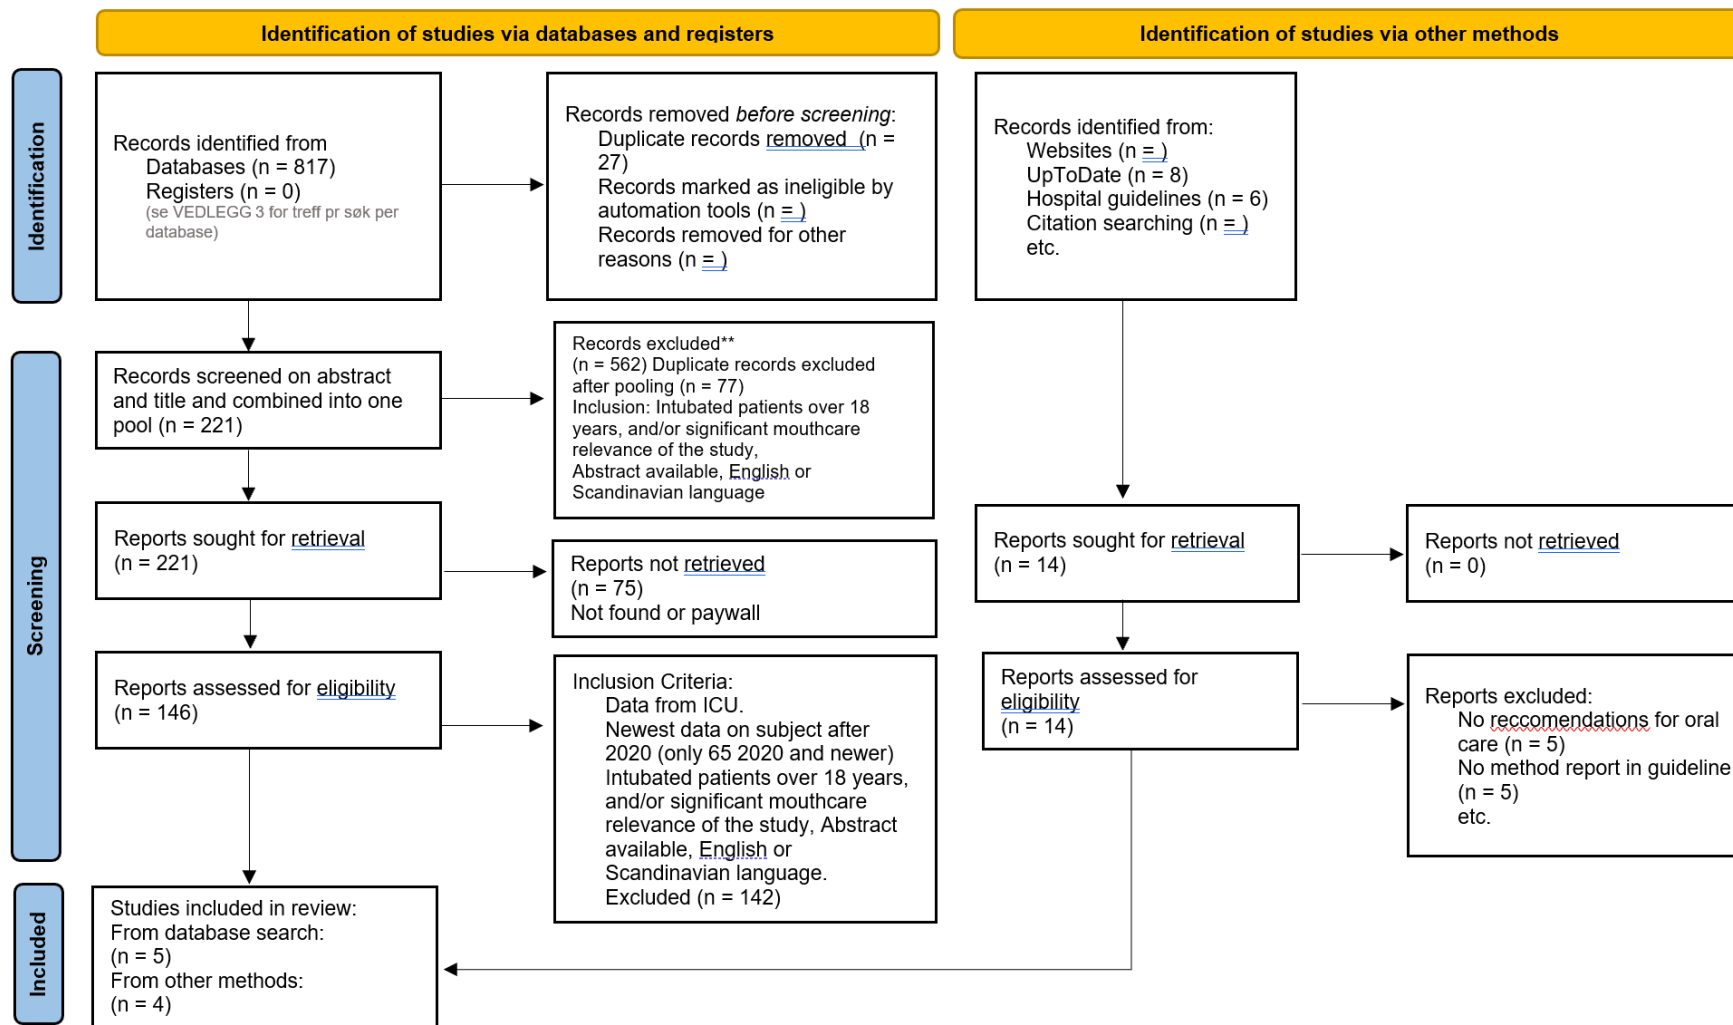 Identification of studies via databases and registers
Identification of studies via other methods
Identification
Records identified from
Databases (n = 817)
Registers (n = 0)
(se VEDLEGG 3 for treff pr søk per
database)
Records removed before screening:
Duplicate records removed (n =
27)
Records marked as ineligible by
automation tools (n = )
Records removed for other
reasons (n = )
Records identified from:
Websites (n = )
UpToDate (n = 8)
Hospital guidelines (n = 6)
Citation searching (n = )
etc.
Screening
Records screened on abstract
and title and combined into one
pool (n = 221)
Records excluded**
(n = 562) Duplicate records excluded
after pooling (n = 77)
Inclusion: Intubated patients over 18
years, and/or significant mouthcare
relevance of the study,
Abstract available, English or
Scandinavian language
Reports sought for retrieval
(n = 221)
Reports not retrieved
(n = 75)
Not found or paywall
Reports sought for retrieval
(n = 14)
Reports not retrieved
(n = 0)
Reports assessed for eligibility
(n = 146)
Inclusion Criteria:
Data from ICU.
Newest data on subject after
2020 (only 65 2020 and newer)
Intubated patients over 18 years,
and/or significant mouthcare
relevance of the study, Abstract
available, English or
Scandinavian language.
Excluded (n = 142)
Reports assessed for
eligibility
(n = 14)
Reports excluded:
No reccomendations for oral
care (n = 5)
No method report in guideline
(n = 5)
etc.
Included
Studies included in review:
From database search:
(n = 5)
From other methods:
(n = 4)